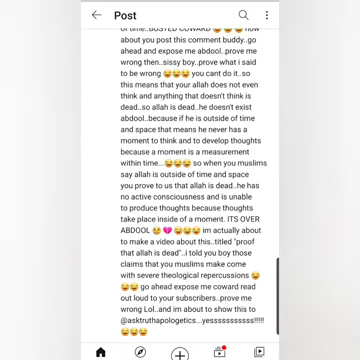 Post
of time..BUSTED COWARD 😂😂😂 now
about you post this comment buddy..go
ahead and expose me abdool..prove me
wrong then..sissy boy..prove what i said
to be wrong 😂😂😂 you cant do it..so
this means that your allah does not even
think and anything that doesn't think is
dead..so allah is dead..he doesn't exist
abdool..because if he is outside of time
and space that means he never has a
moment to think and to develop thoughts
because a moment is a measurement
within time...😂😂😂 so when you muslims
say allah is outside of time and space
you prove to us that allah is dead..he has
no active consciousness and is unable
to produce thoughts because thoughts
take place inside of a moment. ITS OVER
ABDOOL 😢💔 😂😂😂 im actually about
to make a video about this..titled "proof
that allah is dead"..i told you boy those
claims that you muslims make come
with severe theological repercussions 😂
😂😂 go ahead expose me coward read
out loud to your subscribers..prove me
wrong Lol..and im about to show this to
@asktruthapologetics...yessssssssss!!!!!
😂😂😂